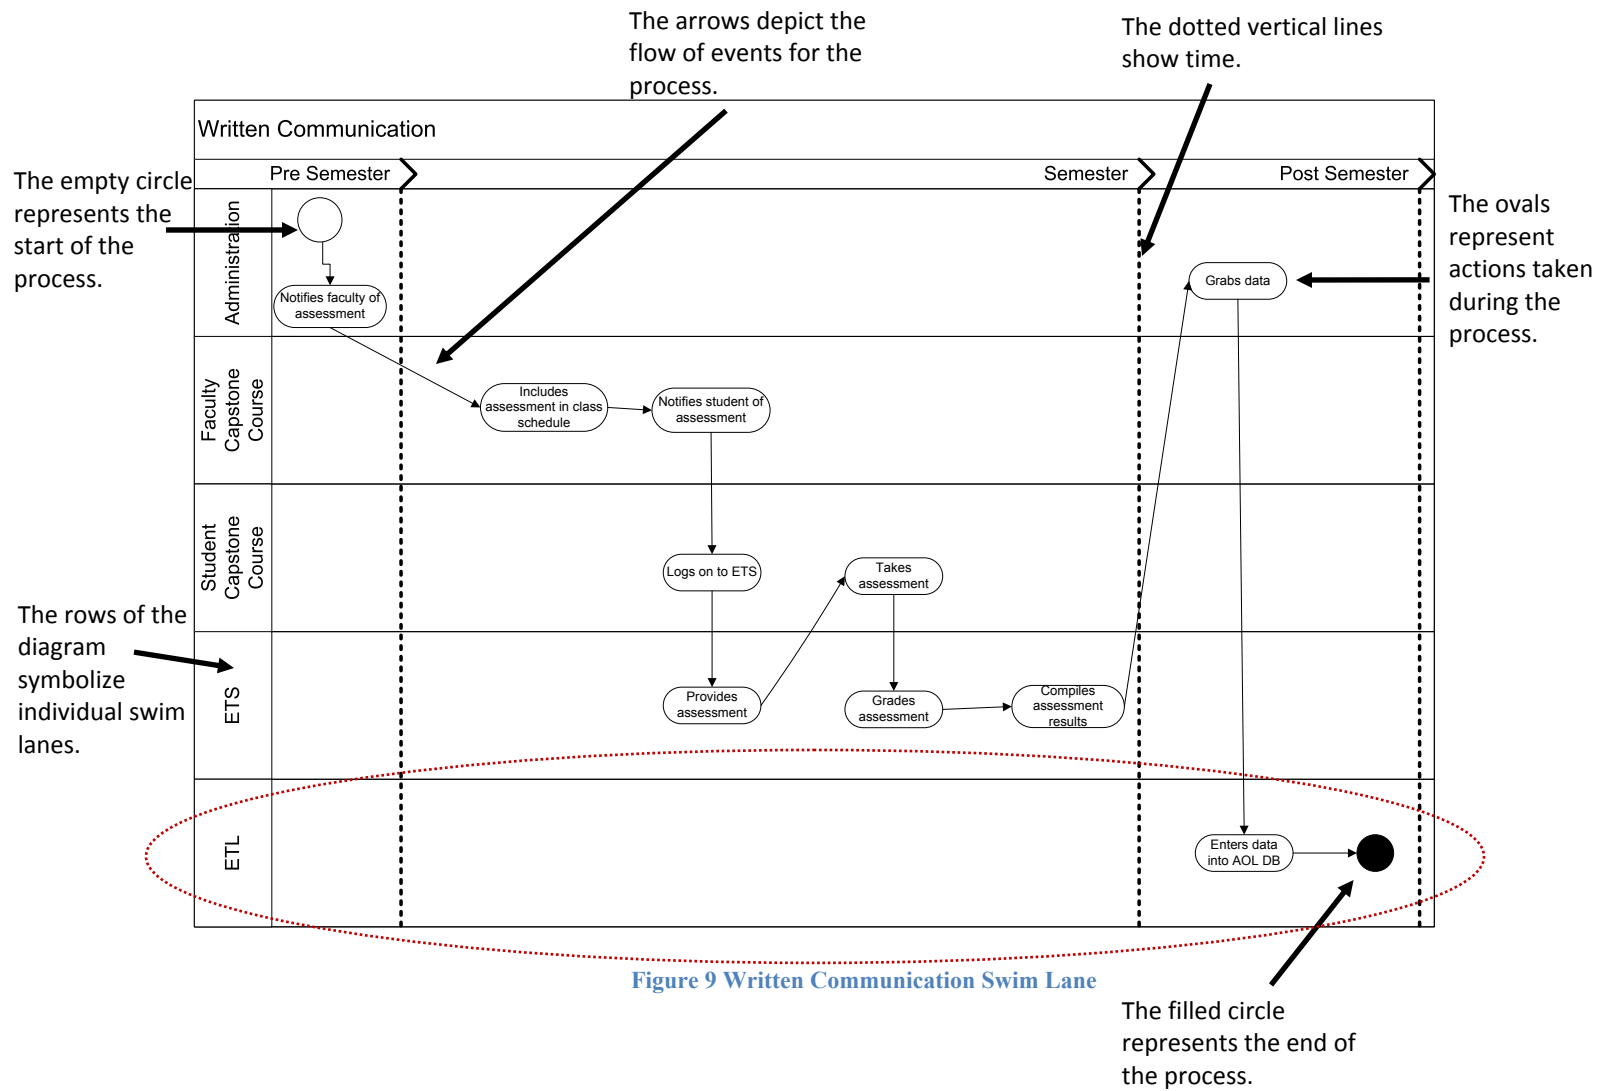 The arrows depict the
flow of events for the
process.
The dotted vertical lines
show time.
Written Communication
Pre Semester
Semester
Post Semester
The empty circle
represents the
start of the
process.
The ovals
represent
actions taken
during the
process.
Administration
Notifies faculty of
assessment
Grabs data
Faculty
Capstone
Course
Includes
assessment in class
schedule
Notifies student of
assessment
Student
Capstone
Course
Logs on to ETS
Takes
assessment
The rows of the
diagram
symbolize
individual swim
lanes.
ETS
Provides
assessment
Grades
assessment
Compiles
assessment
results
ETL
Enters data
into AOL DB
Figure 9 Written Communication Swim Lane
The filled circle
represents the end of
the process.